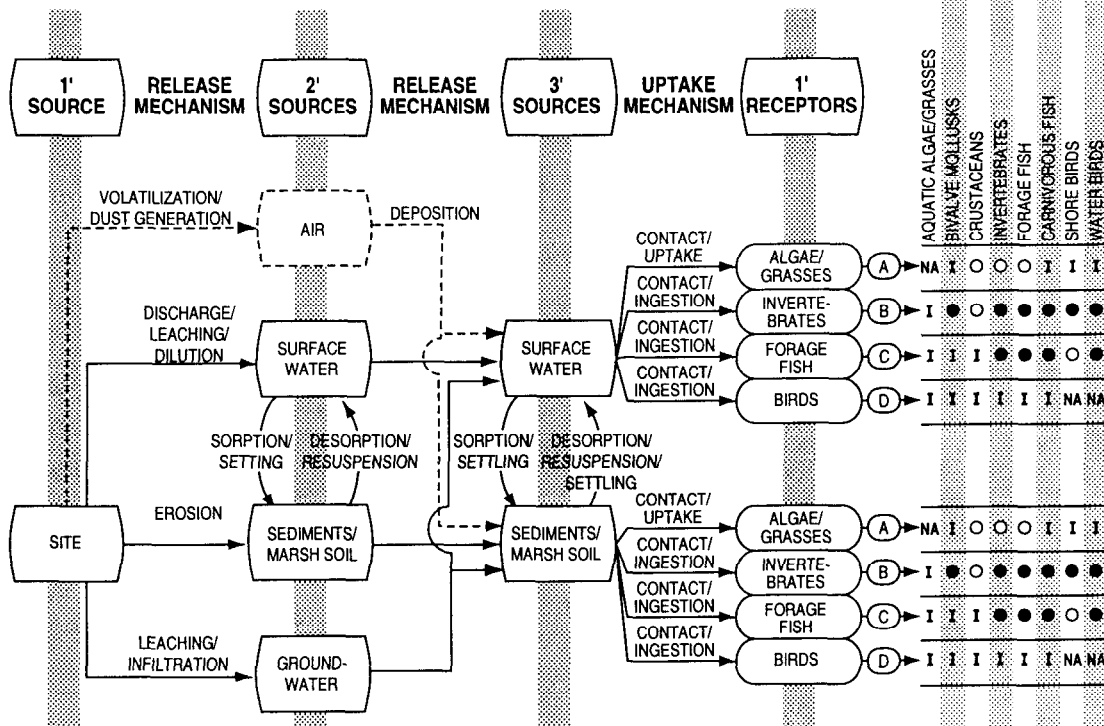 1'
SOURCE
RELEASE
MECHANISM
2'
SOURCES
RELEASE
MECHANISM
3'
SOURCES
UPTAKE
MECHANISM
1'
RECEPTORS
AQUATIC ALGAE/GRASSES
BIVALVE MOLLUSKS
CRUSTACEANS
INVERTEBRATES
FORAGE FISH
CARNIVOROUS FISH
SHORE BIRDS
WATER BIRDS
VOLATILIZATION/
DUST GENERATION
AIR
DEPOSITION
DISCHARGE/
LEACHING/
DILUTION
SURFACE
WATER
SURFACE
WATER
CONTACT/
UPTAKE
ALGAE/
GRASSES
A
NA I O O O I I I
CONTACT/
INGESTION
INVERTE-
BRATES
B
I ● O ● ● ● ● ●
CONTACT/
INGESTION
FORAGE
FISH
C
I I I ● ● ● O ●
CONTACT/
INGESTION
BIRDS
D
I I I I I I NA NA
SORPTION/
SETTING
DESORPTION/
RESUSPENSION
SORPTION/
SETTLING
DESORPTION/
RESUSPENSION/
SETTLING
SITE
EROSION
SEDIMENTS/
MARSH SOIL
SEDIMENTS/
MARSH SOIL
CONTACT/
UPTAKE
ALGAE/
GRASSES
A
NA I O O O I I I
CONTACT/
INGESTION
INVERTE-
BRATES
B
I ● O ● ● ● ● ●
CONTACT/
INGESTION
FORAGE
FISH
C
I I I ● ● ● O ●
CONTACT/
INGESTION
BIRDS
D
I I I I I I NA NA
LEACHING/
INFILTRATION
GROUND-
WATER